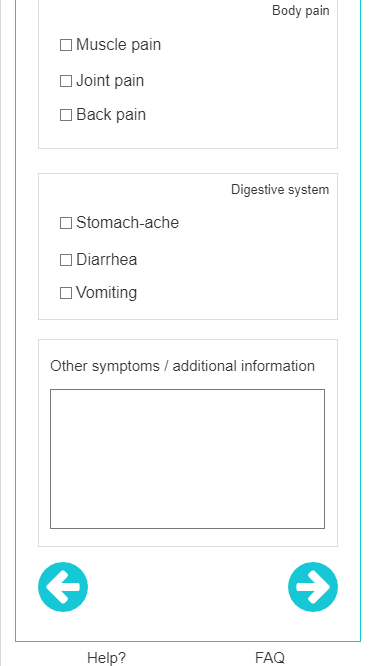 Body pain
Muscle pain
Joint pain
Back pain
Digestive system
Stomach-ache
Diarrhea
Vomiting
Other symptoms / additional information
Help?
FAQ